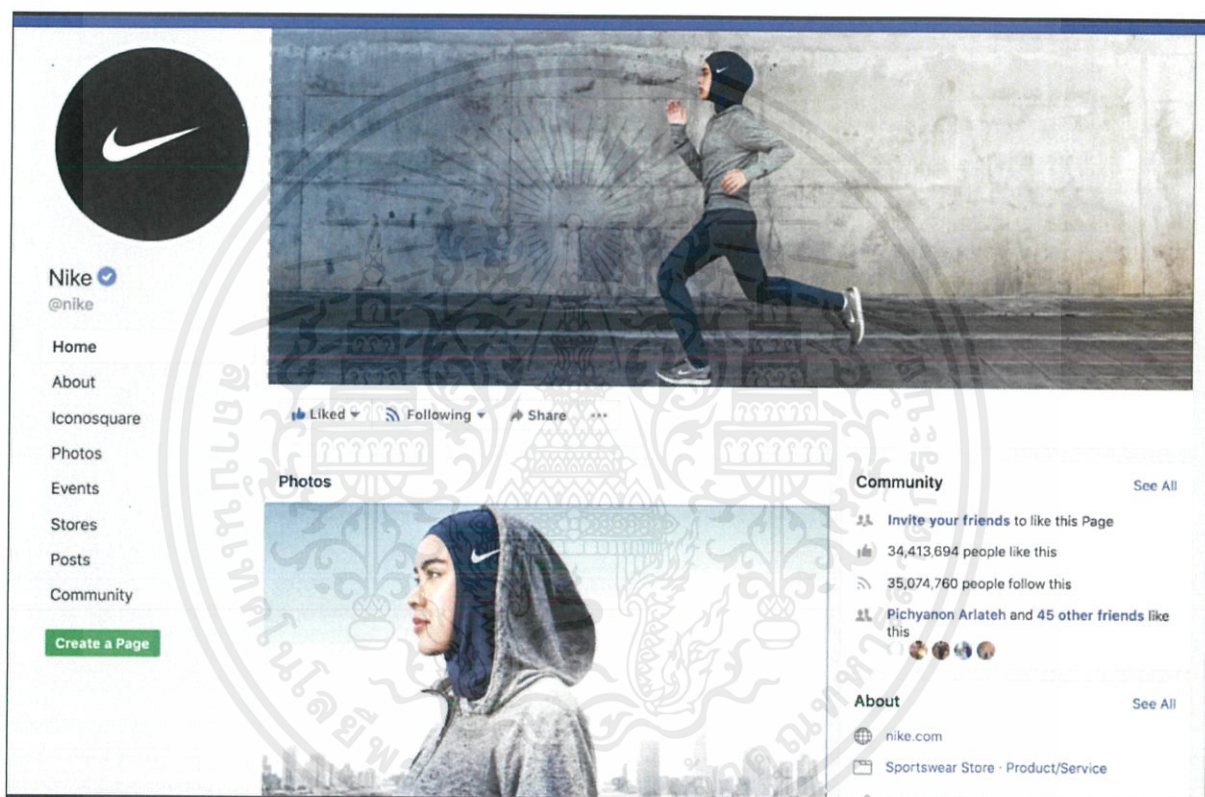 Nike
@nike
Home
About
Iconosquare
Photos
Events
Stores
Posts
Community
Create a Page
Liked Following Share
Photos
Community See All
Invite your friends to like this Page
34,413,694 people like this
35,074,760 people follow this
Pichyanon Arlateh and 45 other friends like
this
About See All
nike.com
Sportswear Store · Product/Service